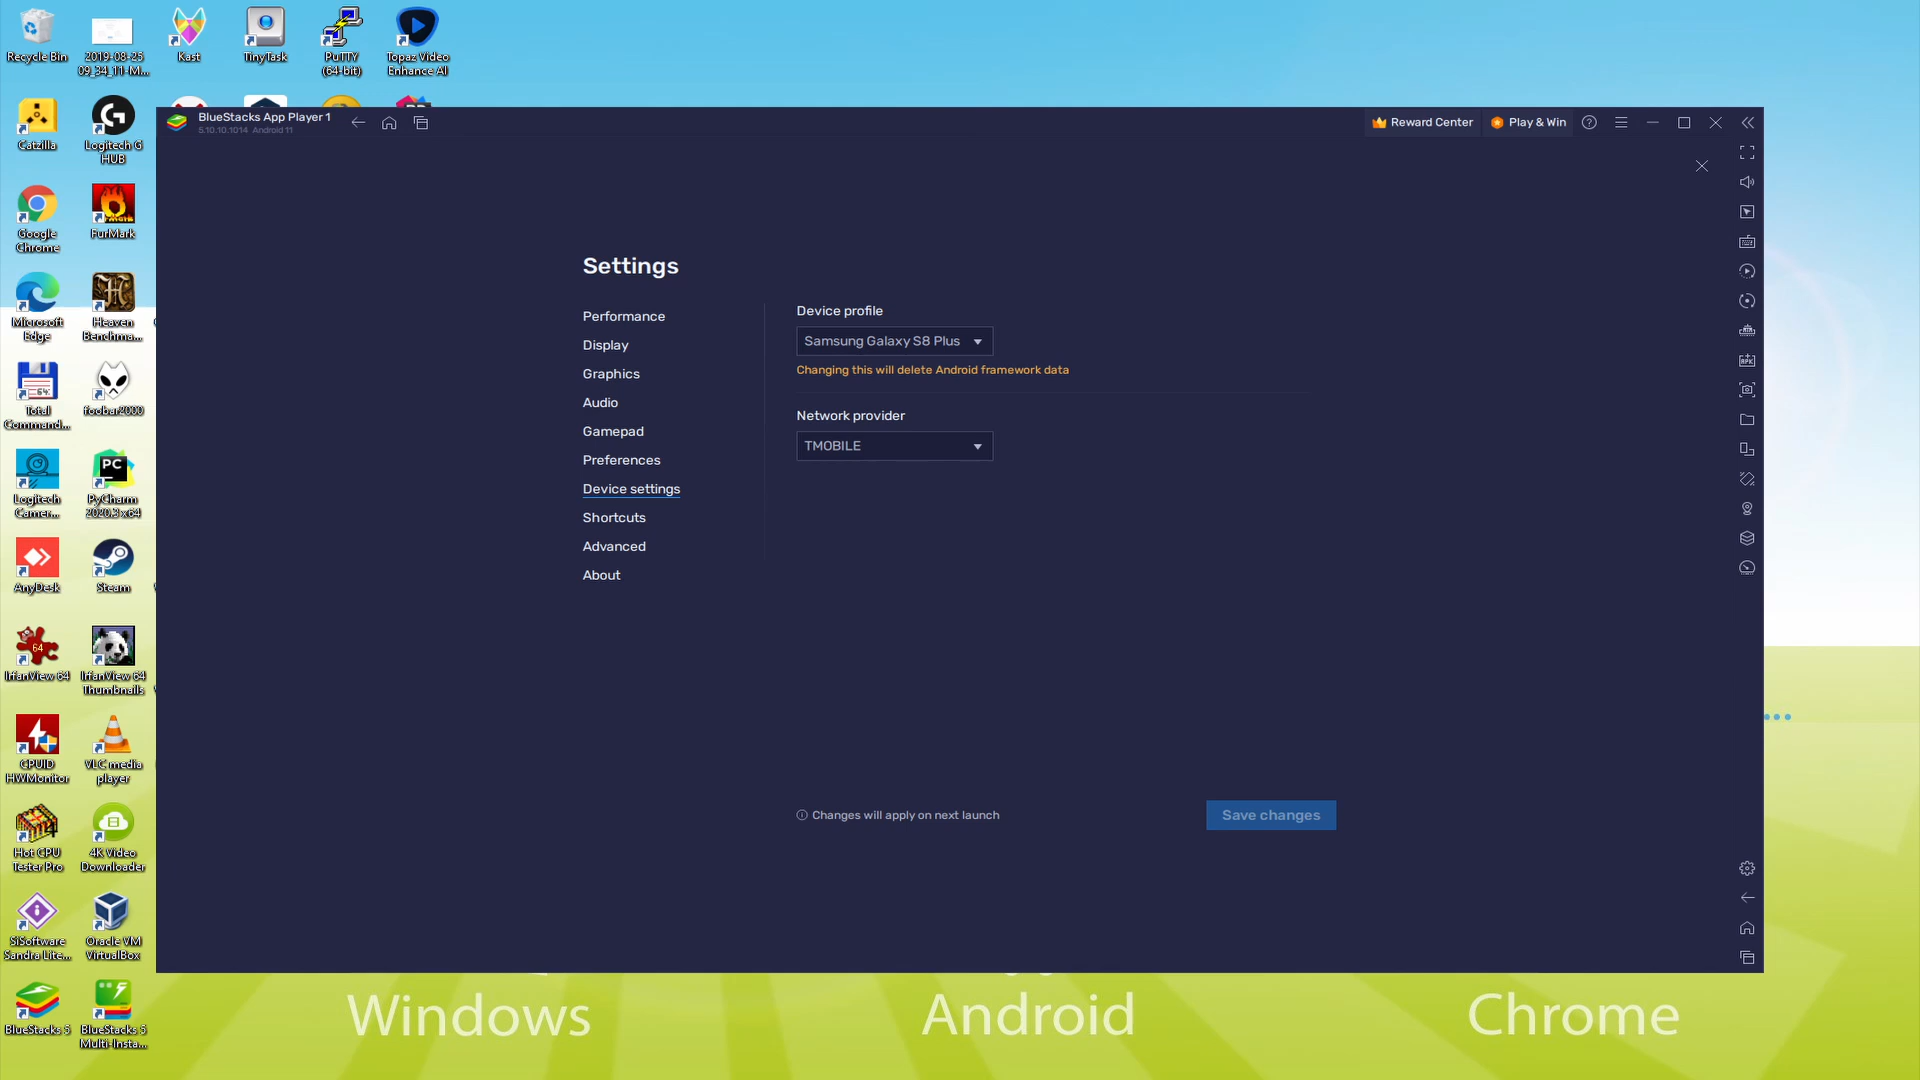 Recycle Bin
2019-08-25
09_34_11-M...
Kast
TinyTask
PuTTY
(64-bit)
Topaz Video
Enhance AI
Catzilla
Logitech G
HUB
Google
Chrome
FurMark
Microsoft
Edge
Heaven
Benchma...
64
Total
Command...
foobar2000
Logitech
Camer...
PC
PyCharm
2020.3 x64
AnyDesk
Steam
64
IrfanView 64
IrfanView 64
Thumbnails
CPUID
HWMonitor
VLC media
player
4
Hot CPU
Tester Pro
4K Video
Downloader
SiSoftware
Sandra Lite...
Oracle VM
VirtualBox
BlueStacks 5
BlueStacks 5
Multi-Insta...
BlueStacks App Player 1
5.10.10.1014 Android 11
Reward Center
Play & Win
Settings
Performance
Display
Graphics
Audio
Gamepad
Preferences
Device settings
Shortcuts
Advanced
About
Device profile
Samsung Galaxy S8 Plus
Changing this will delete Android framework data
Network provider
TMOBILE
Changes will apply on next launch
Save changes
Windows
Android
Chrome